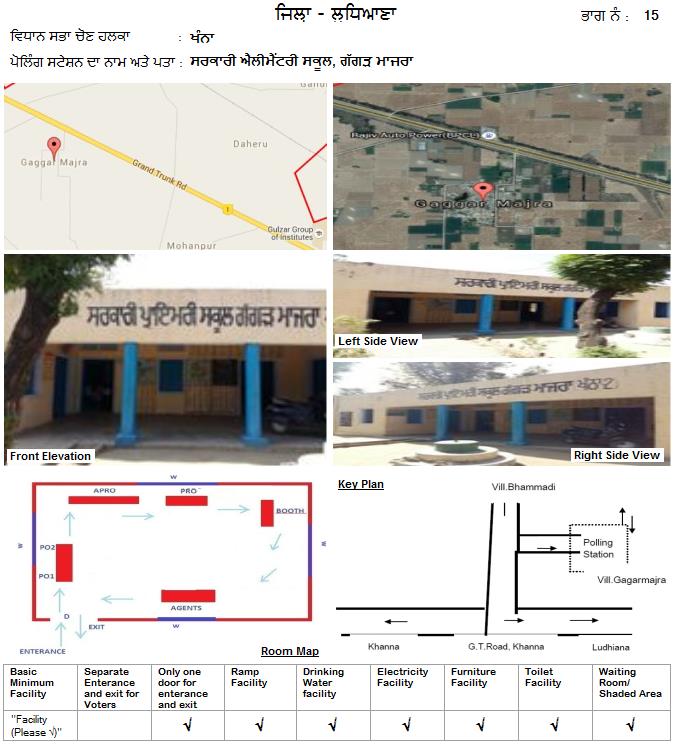 ਜਿਲ੍ਹਾ - ਲੁਧਿਆਣਾ
ਭਾਗ ਨੰ : 15
ਵਿਧਾਨ ਸਭਾ ਚੋਣ ਹਲਕਾ : ਖੰਨਾ
ਪੋਲਿੰਗ ਸਟੇਸ਼ਨ ਦਾ ਨਾਮ ਅਤੇ ਪਤਾ : ਸਰਕਾਰੀ ਐਲੀਮੈਂਟਰੀ ਸਕੂਲ, ਗੱਗੜ ਮਾਜਰਾ
Daheru
Gaggar Majra
Grand Trunk Rd
1
Gulzar Group
of Institutes
Mohanpur
Rajiv Auto Power(BPCL)
Gaggar Majra
ਸਰਕਾਰੀ ਪ੍ਰਾਇਮਰੀ ਸਕੂਲ ਗੱਗੜ ਮਾਜਰਾ
Front Elevation
ਸਰਕਾਰੀ ਪ੍ਰਾਇਮਰੀ ਸਕੂਲ ਗੱਗੜ
Left Side View
ਸਰਕਾਰੀ ਪ੍ਰਾਇਮਰੀ ਸਕੂਲ ਗੱਗੜ ਮਾਜਰਾ ਖੰਨਾ-2
Right Side View
W
APRO
PRO
BOOTH
W
W
PO2
PO1
AGENTS
W
D
EXIT
ENTERANCE
Room Map
Key Plan
Vill.Bhammadi
Polling
Station
Vill.Gagarmajra
Khanna
G.T.Road, Khanna
Ludhiana
Basic Minimum Facility
Separate Enterance and exit for Voters
Only one door for enterance and exit
Ramp Facility
Drinking Water facility
Electricity Facility
Furniture Facility
Toilet Facility
Waiting Room/ Shaded Area
"Facility (Please √)" √ √ √ √ √ √ √